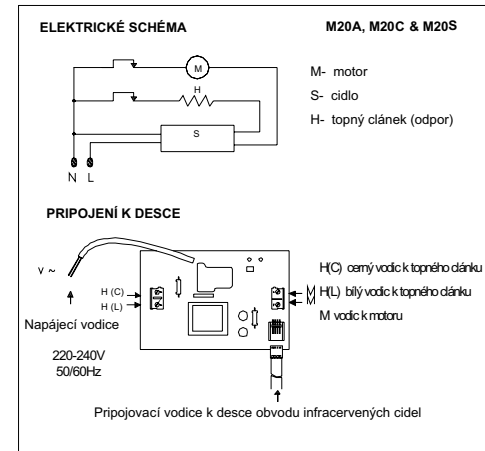 ELEKTRICKÉ SCHÉMA
M20A, M20C & M20S
M
H
S
N L
M- motor
S- cidlo
H- topný clánek (odpor)
PRIPOJENÍ K DESCE
V ~
H (C)
H (L)
M
M
H(C) cerný vodic k topného clánku
H(L) bílý vodic k topného clánku
M vodic k motoru
Napájecí vodice
220-240V
50/60Hz
Pripojovací vodice k desce obvodu infracervených cidel